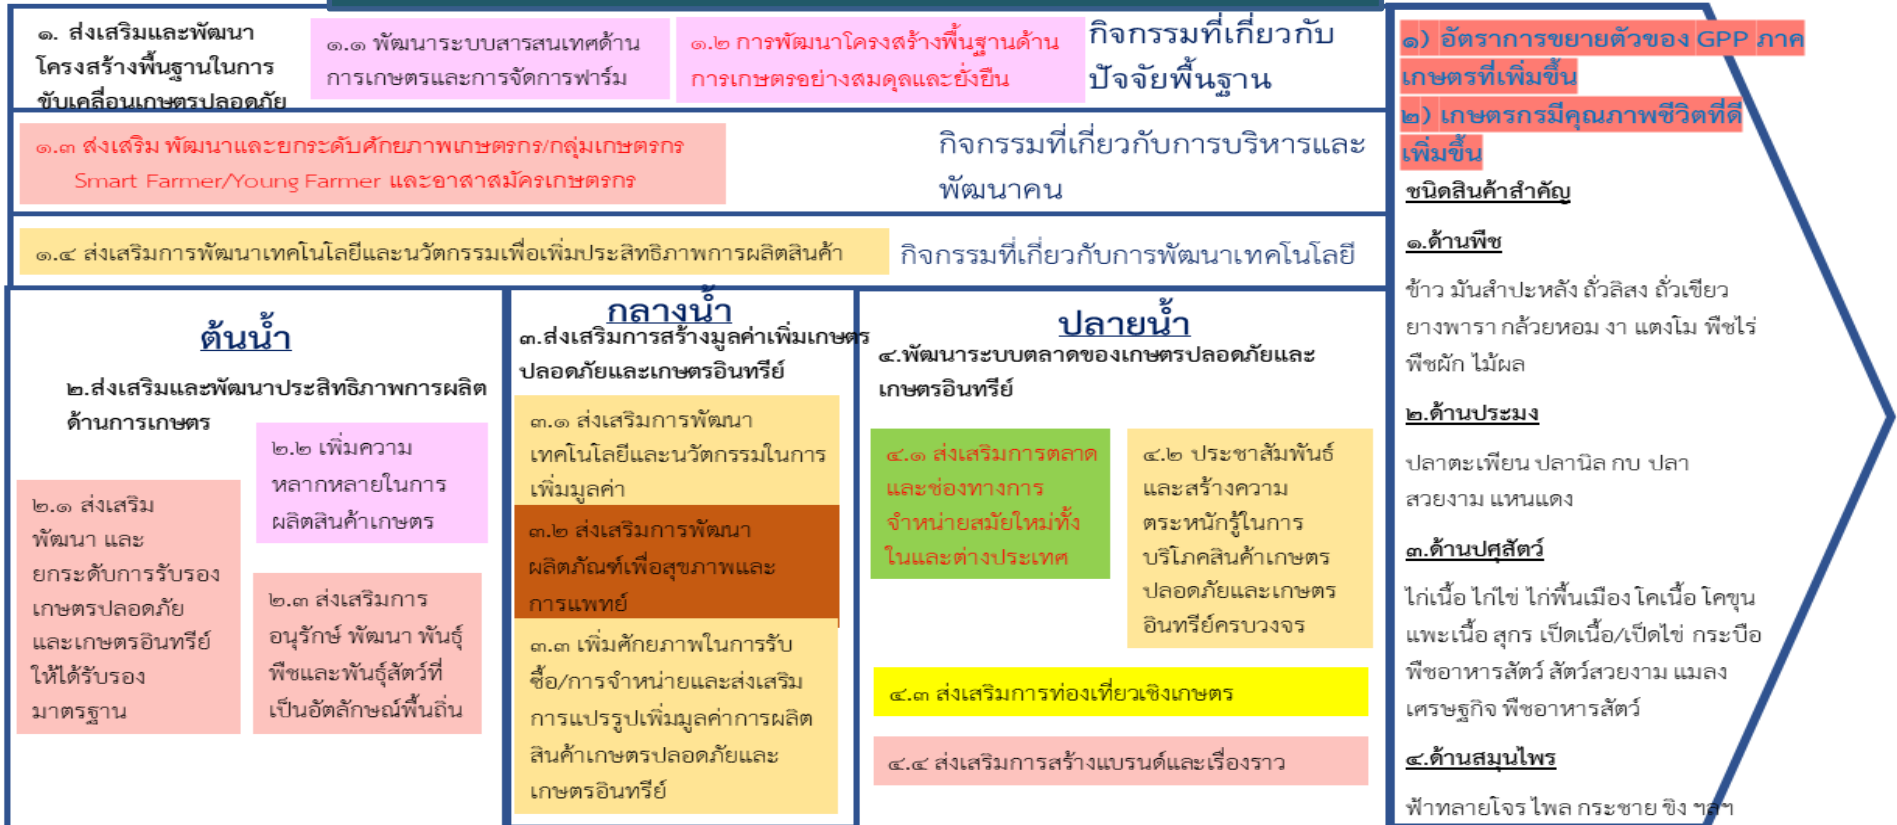 ๑. ส่งเสริมและพัฒนา
โครงสร้างพื้นฐานในการ
ขับเคลื่อนเกษตรปลอดภัย
๑.๑ พัฒนาระบบสารสนเทศด้าน
การเกษตรและการจัดการฟาร์ม
๑.๒ การพัฒนาโครงสร้างพื้นฐานด้าน
การเกษตรอย่างสมดุลและยั่งยืน
กิจกรรมที่เกี่ยวกับ
ปัจจัยพื้นฐาน
๑.๓ ส่งเสริม พัฒนาและยกระดับศักยภาพเกษตรกร/กลุ่มเกษตรกร
Smart Farmer/Young Farmer และอาสาสมัครเกษตรกร
กิจกรรมที่เกี่ยวกับการบริหารและ
พัฒนาคน
๑.๔ ส่งเสริมการพัฒนาเทคโนโลยีและนวัตกรรมเพื่อเพิ่มประสิทธิภาพการผลิตสินค้า
กิจกรรมที่เกี่ยวกับการพัฒนาเทคโนโลยี
ต้นน้ำ
๒.ส่งเสริมและพัฒนาประสิทธิภาพการผลิต
ด้านการเกษตร
๒.๑ ส่งเสริม
พัฒนา และ
ยกระดับการรับรอง
เกษตรปลอดภัย
และเกษตรอินทรีย์
ให้ได้รับรอง
มาตรฐาน
๒.๒ เพิ่มความ
หลากหลายในการ
ผลิตสินค้าเกษตร
๒.๓ ส่งเสริมการ
อนุรักษ์ พัฒนา พันธุ์
พืชและพันธุ์สัตว์ที่
เป็นอัตลักษณ์พื้นถิ่น
กลางน้ำ
๓.ส่งเสริมการสร้างมูลค่าเพิ่มเกษตร
ปลอดภัยและเกษตรอินทรีย์
๓.๑ ส่งเสริมการพัฒนา
เทคโนโลยีและนวัตกรรมในการ
เพิ่มมูลค่า
๓.๒ ส่งเสริมการพัฒนา
ผลิตภัณฑ์เพื่อสุขภาพและ
การแพทย์
๓.๓ เพิ่มศักยภาพในการรับ
ซื้อ/การจำหน่ายและส่งเสริม
การแปรรูปเพิ่มมูลค่าการผลิต
สินค้าเกษตรปลอดภัยและ
เกษตรอินทรีย์
ปลายน้ำ
๔.พัฒนาระบบตลาดของเกษตรปลอดภัยและ
เกษตรอินทรีย์
๔.๑ ส่งเสริมการตลาด
และช่องทางการ
จำหน่ายสมัยใหม่ทั้ง
ในและต่างประเทศ
๔.๒ ประชาสัมพันธ์
และสร้างความ
ตระหนักรู้ในการ
บริโภคสินค้าเกษตร
ปลอดภัยและเกษตร
อินทรีย์ครบวงจร
๔.๓ ส่งเสริมการท่องเที่ยวเชิงเกษตร
๔.๔ ส่งเสริมการสร้างแบรนด์และเรื่องราว
๑) อัตราการขยายตัวของ GPP ภาค
เกษตรที่เพิ่มขึ้น
๒) เกษตรกรมีคุณภาพชีวิตที่ดี
เพิ่มขึ้น
ชนิดสินค้าสำคัญ
๑.ด้านพืช
ข้าว มันสำปะหลัง ถั่วลิสง ถั่วเขียว
ยางพารา กล้วยหอม งา แตงโม พืชไร่
พืชผัก ไม้ผล
๒.ด้านประมง
ปลาตะเพียน ปลานิล กบ ปลา
สวยงาม แหนแดง
๓.ด้านปศุสัตว์
ไก่เนื้อ ไก่ไข่ ไก่พื้นเมือง โคเนื้อ โคขุน
แพะเนื้อ สุกร เป็ดเนื้อ/เป็ดไข่ กระบือ
พืชอาหารสัตว์ สัตว์สวยงาม แมลง
เศรษฐกิจ พืชอาหารสัตว์
๔.ด้านสมุนไพร
ฟ้าทลายโจร ไพล กระชาย ขิง ฯลฯ